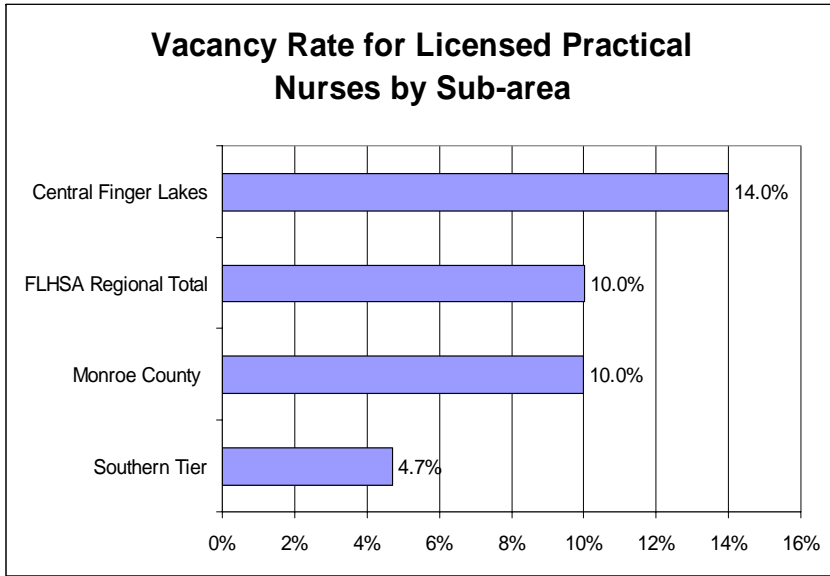 Vacancy Rate for Licensed Practical
Nurses by Sub-area
Central Finger Lakes
14.0%
FLHSA Regional Total
10.0%
Monroe County
10.0%
Southern Tier
4.7%
0% 2% 4% 6% 8% 10% 12% 14% 16%